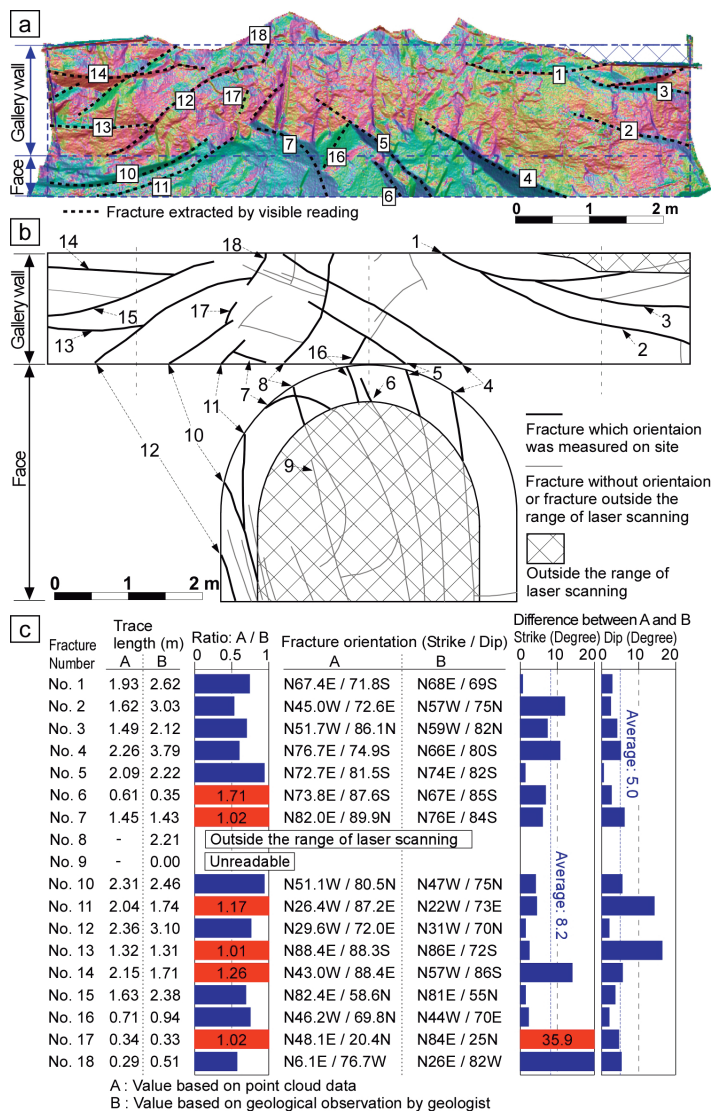 a
18
14
12
17
1
3
13
2
7
5
16
10
4
11
6
Gallery wall
Face
Fracture extracted by visible reading
0 1 2 m
b
14
18
1
15
17
13
3
2
16
8
5
4
7
6
11
10
9
12
Gallery wall
Face
Fracture which orientaion
was measured on site
Fracture without orientaion
or fracture outside the
range of laser scanning
Outside the range of
laser scanning
0 1 2 m
c
Fracture Number
Trace length (m)
A B
Ratio: A / B
0 0.5 1
Fracture orientation (Strike / Dip)
A B
Difference between A and B
Strike (Degree) Dip (Degree)
0 10 20 0 10 20
No. 1 1.93 2.62 N67.4E / 71.8S N68E / 69S
No. 2 1.62 3.03 N45.0W / 72.6E N57W / 75N
No. 3 1.49 2.12 N51.7W / 86.1N N59W / 82N
No. 4 2.26 3.79 N76.7E / 74.9S N66E / 80S
No. 5 2.09 2.22 N72.7E / 81.5S N74E / 82S
No. 6 0.61 0.35 1.71 N73.8E / 87.6S N67E / 85S
No. 7 1.45 1.43 1.02 N82.0E / 89.9N N76E / 84S
No. 8 - 2.21 Outside the range of laser scanning
No. 9 - 0.00 Unreadable
No. 10 2.31 2.46 N51.1W / 80.5N N47W / 75N
No. 11 2.04 1.74 1.17 N26.4W / 87.2E N22W / 73E
No. 12 2.36 3.10 N29.6W / 72.0E N31W / 70N
No. 13 1.32 1.31 1.01 N88.4E / 88.3S N86E / 72S
No. 14 2.15 1.71 1.26 N43.0W / 88.4E N57W / 86S
No. 15 1.63 2.38 N82.4E / 58.6N N81E / 55N
No. 16 0.71 0.94 N46.2W / 69.8N N44W / 70E
No. 17 0.34 0.33 1.02 N48.1E / 20.4N N84E / 25N 35.9
No. 18 0.29 0.51 N6.1E / 76.7W N26E / 82W
Average: 8.2
Average: 5.0
A : Value based on point cloud data
B : Value based on geological observation by geologist